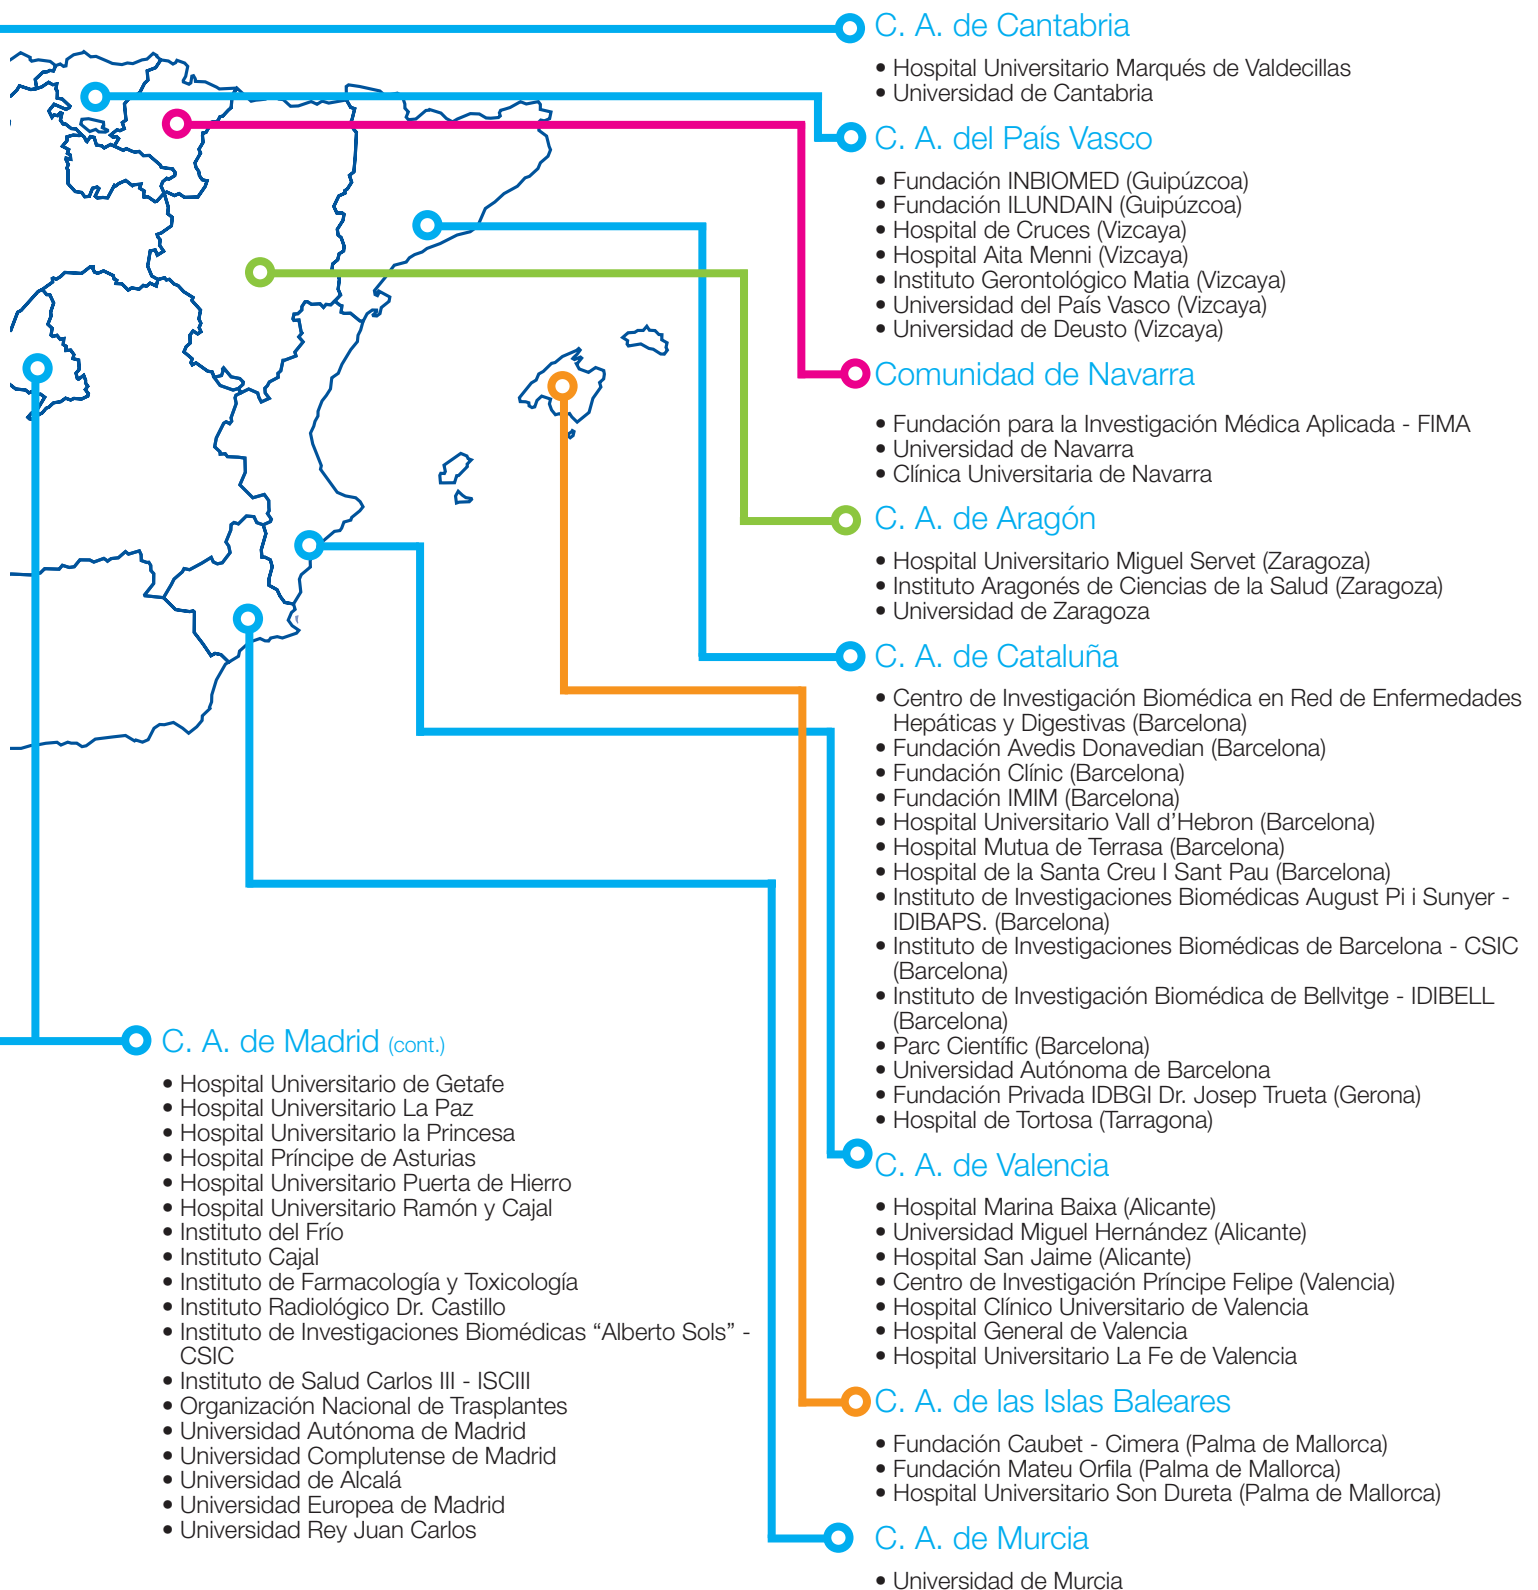 C. A. de Cantabria
• Hospital Universitario Marqués de Valdecillas
• Universidad de Cantabria
C. A. del País Vasco
• Fundación INBIOMED (Guipúzcoa)
• Fundación ILUNDAIN (Guipúzcoa)
• Hospital de Cruces (Vizcaya)
• Hospital Aita Menni (Vizcaya)
• Instituto Gerontológico Matia (Vizcaya)
• Universidad del País Vasco (Vizcaya)
• Universidad de Deusto (Vizcaya)
Comunidad de Navarra
• Fundación para la Investigación Médica Aplicada - FIMA
• Universidad de Navarra
• Clínica Universitaria de Navarra
C. A. de Aragón
• Hospital Universitario Miguel Servet (Zaragoza)
• Instituto Aragonés de Ciencias de la Salud (Zaragoza)
• Universidad de Zaragoza
C. A. de Cataluña
• Centro de Investigación Biomédica en Red de Enfermedades
Hepáticas y Digestivas (Barcelona)
• Fundación Avedis Donavedian (Barcelona)
• Fundación Clínic (Barcelona)
• Fundación IMIM (Barcelona)
• Hospital Universitario Vall d’Hebron (Barcelona)
• Hospital Mutua de Terrasa (Barcelona)
• Hospital de la Santa Creu I Sant Pau (Barcelona)
• Instituto de Investigaciones Biomédicas August Pi i Sunyer -
IDIBAPS. (Barcelona)
• Instituto de Investigaciones Biomédicas de Barcelona - CSIC
(Barcelona)
• Instituto de Investigación Biomédica de Bellvitge - IDIBELL
(Barcelona)
• Parc Científic (Barcelona)
• Universidad Autónoma de Barcelona
• Fundación Privada IDBGI Dr. Josep Trueta (Gerona)
• Hospital de Tortosa (Tarragona)
C. A. de Valencia
• Hospital Marina Baixa (Alicante)
• Universidad Miguel Hernández (Alicante)
• Hospital San Jaime (Alicante)
• Centro de Investigación Príncipe Felipe (Valencia)
• Hospital Clínico Universitario de Valencia
• Hospital General de Valencia
• Hospital Universitario La Fe de Valencia
C. A. de las Islas Baleares
• Fundación Caubet - Cimera (Palma de Mallorca)
• Fundación Mateu Orfila (Palma de Mallorca)
• Hospital Universitario Son Dureta (Palma de Mallorca)
C. A. de Murcia
• Universidad de Murcia
C. A. de Madrid (cont.)
• Hospital Universitario de Getafe
• Hospital Universitario La Paz
• Hospital Universitario la Princesa
• Hospital Príncipe de Asturias
• Hospital Universitario Puerta de Hierro
• Hospital Universitario Ramón y Cajal
• Instituto del Frío
• Instituto Cajal
• Instituto de Farmacología y Toxicología
• Instituto Radiológico Dr. Castillo
• Instituto de Investigaciones Biomédicas “Alberto Sols” -
CSIC
• Instituto de Salud Carlos III - ISCIII
• Organización Nacional de Trasplantes
• Universidad Autónoma de Madrid
• Universidad Complutense de Madrid
• Universidad de Alcalá
• Universidad Europea de Madrid
• Universidad Rey Juan Carlos